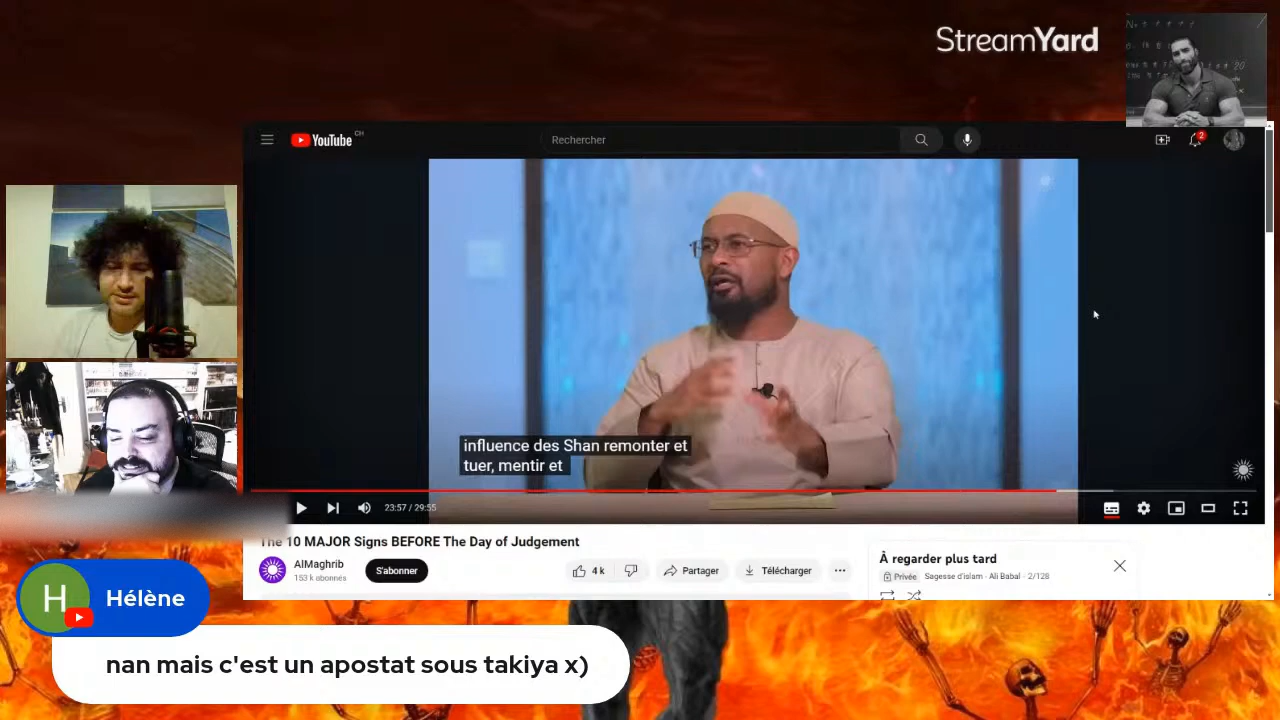 StreamYard
YouTube CH
Rechercher
2
influence des Shan remonter et
tuer, mentir et
23:57 / 29:55
The 10 MAJOR Signs BEFORE The Day of Judgement
AlMaghrib
153 k abonnés
S'abonner
4 k
Partager
Télécharger
À regarder plus tard
Privée
Sagesse d'islam - Ali Babal - 2/128
H
Hélène
nan mais c'est un apostat sous takiya x)